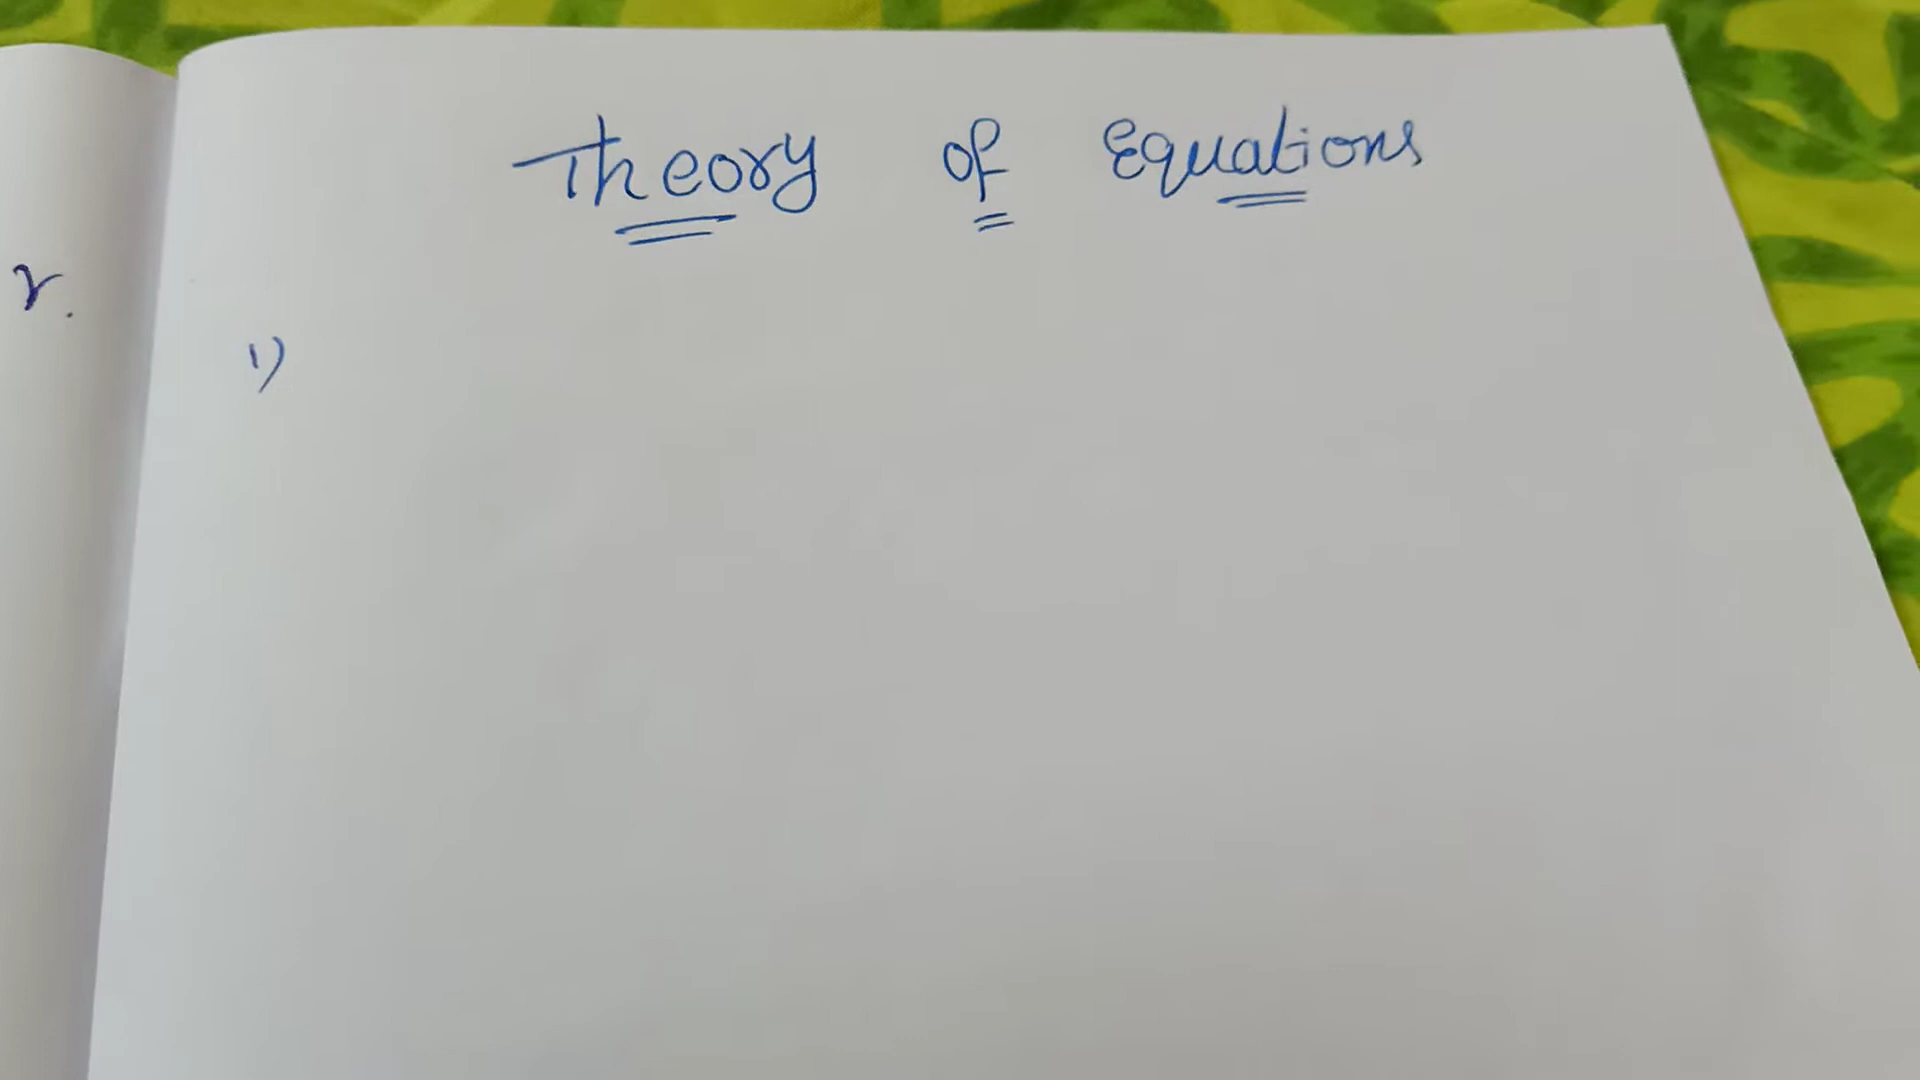 Theory of Equations
r.
1)